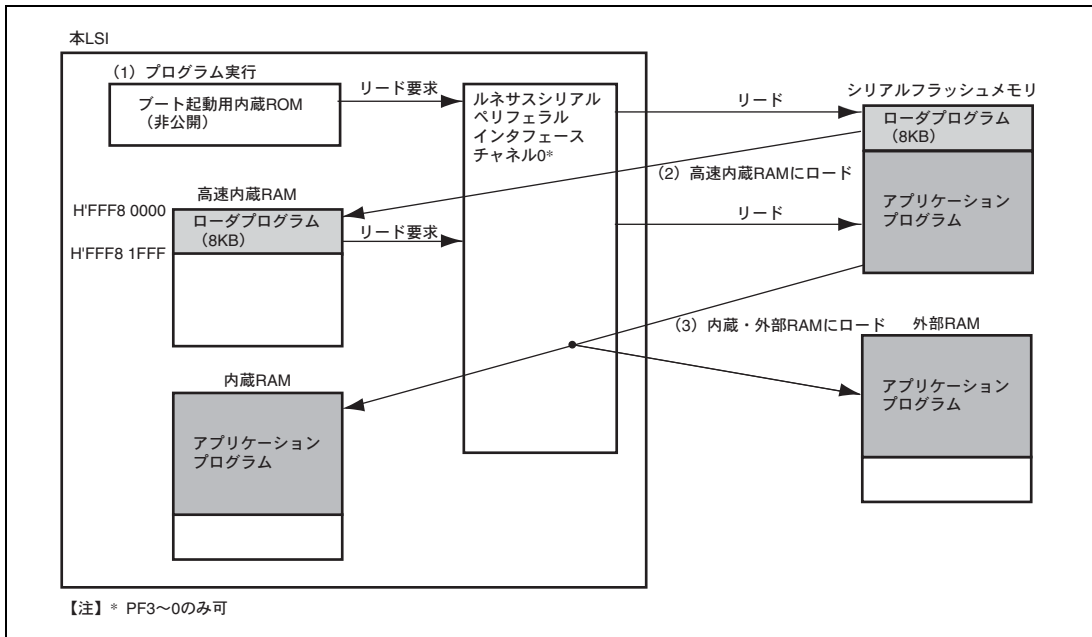 本LSI
(1) プログラム実行
ブート起動用内蔵ROM
(非公開)
リード要求
ルネサスシリアル
ペリフェラル
インタフェース
チャネル0*
リード
シリアルフラッシュメモリ
ローダプログラム
(8KB)
アプリケーション
プログラム
(2) 高速内蔵RAMにロード
高速内蔵RAM
H'FFF8 0000
ローダプログラム
(8KB)
H'FFF8 1FFF
リード要求
リード
(3) 内蔵・外部RAMにロード
外部RAM
アプリケーション
プログラム
内蔵RAM
アプリケーション
プログラム
【注】* PF3~0のみ可